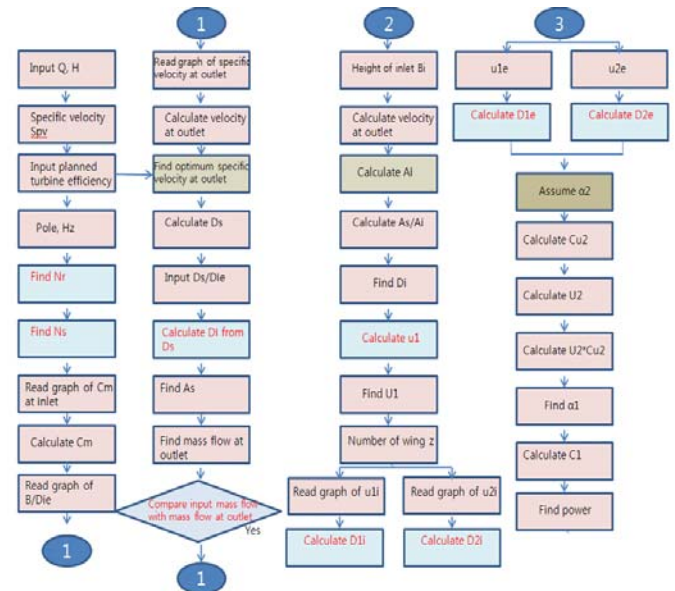 Input Q, H
Specific velocity
Spv
Input planned
turbine efficiency
Pole, Hz
Find Nr
Find Ns
Read graph of Cm
at inlet
Calculate Cm
Read graph of
B/Die
1
1
Read graph of specific
velocity at outlet
Calculate velocity
at outlet
Find optimum specific
velocity at outlet
Calculate Ds
Input Ds/Die
Calculate DI from
Ds
Find As
Find mass flow at
outlet
Compare input mass flow
with mass flow at outlet
Yes
1
2
Height of inlet Bi
Calculate velocity
at outlet
Calculate Ai
Calculate As/Ai
Find Di
Calculate u1
Find U1
Number of wing z
Read graph of u1i
Read graph of u2i
Calculate D1i
Calculate D2i
3
u1e
u2e
Calculate D1e
Calculate D2e
Assume α2
Calculate Cu2
Calculate U2
Calculate U2*Cu2
Find α1
Calculate C1
Find power